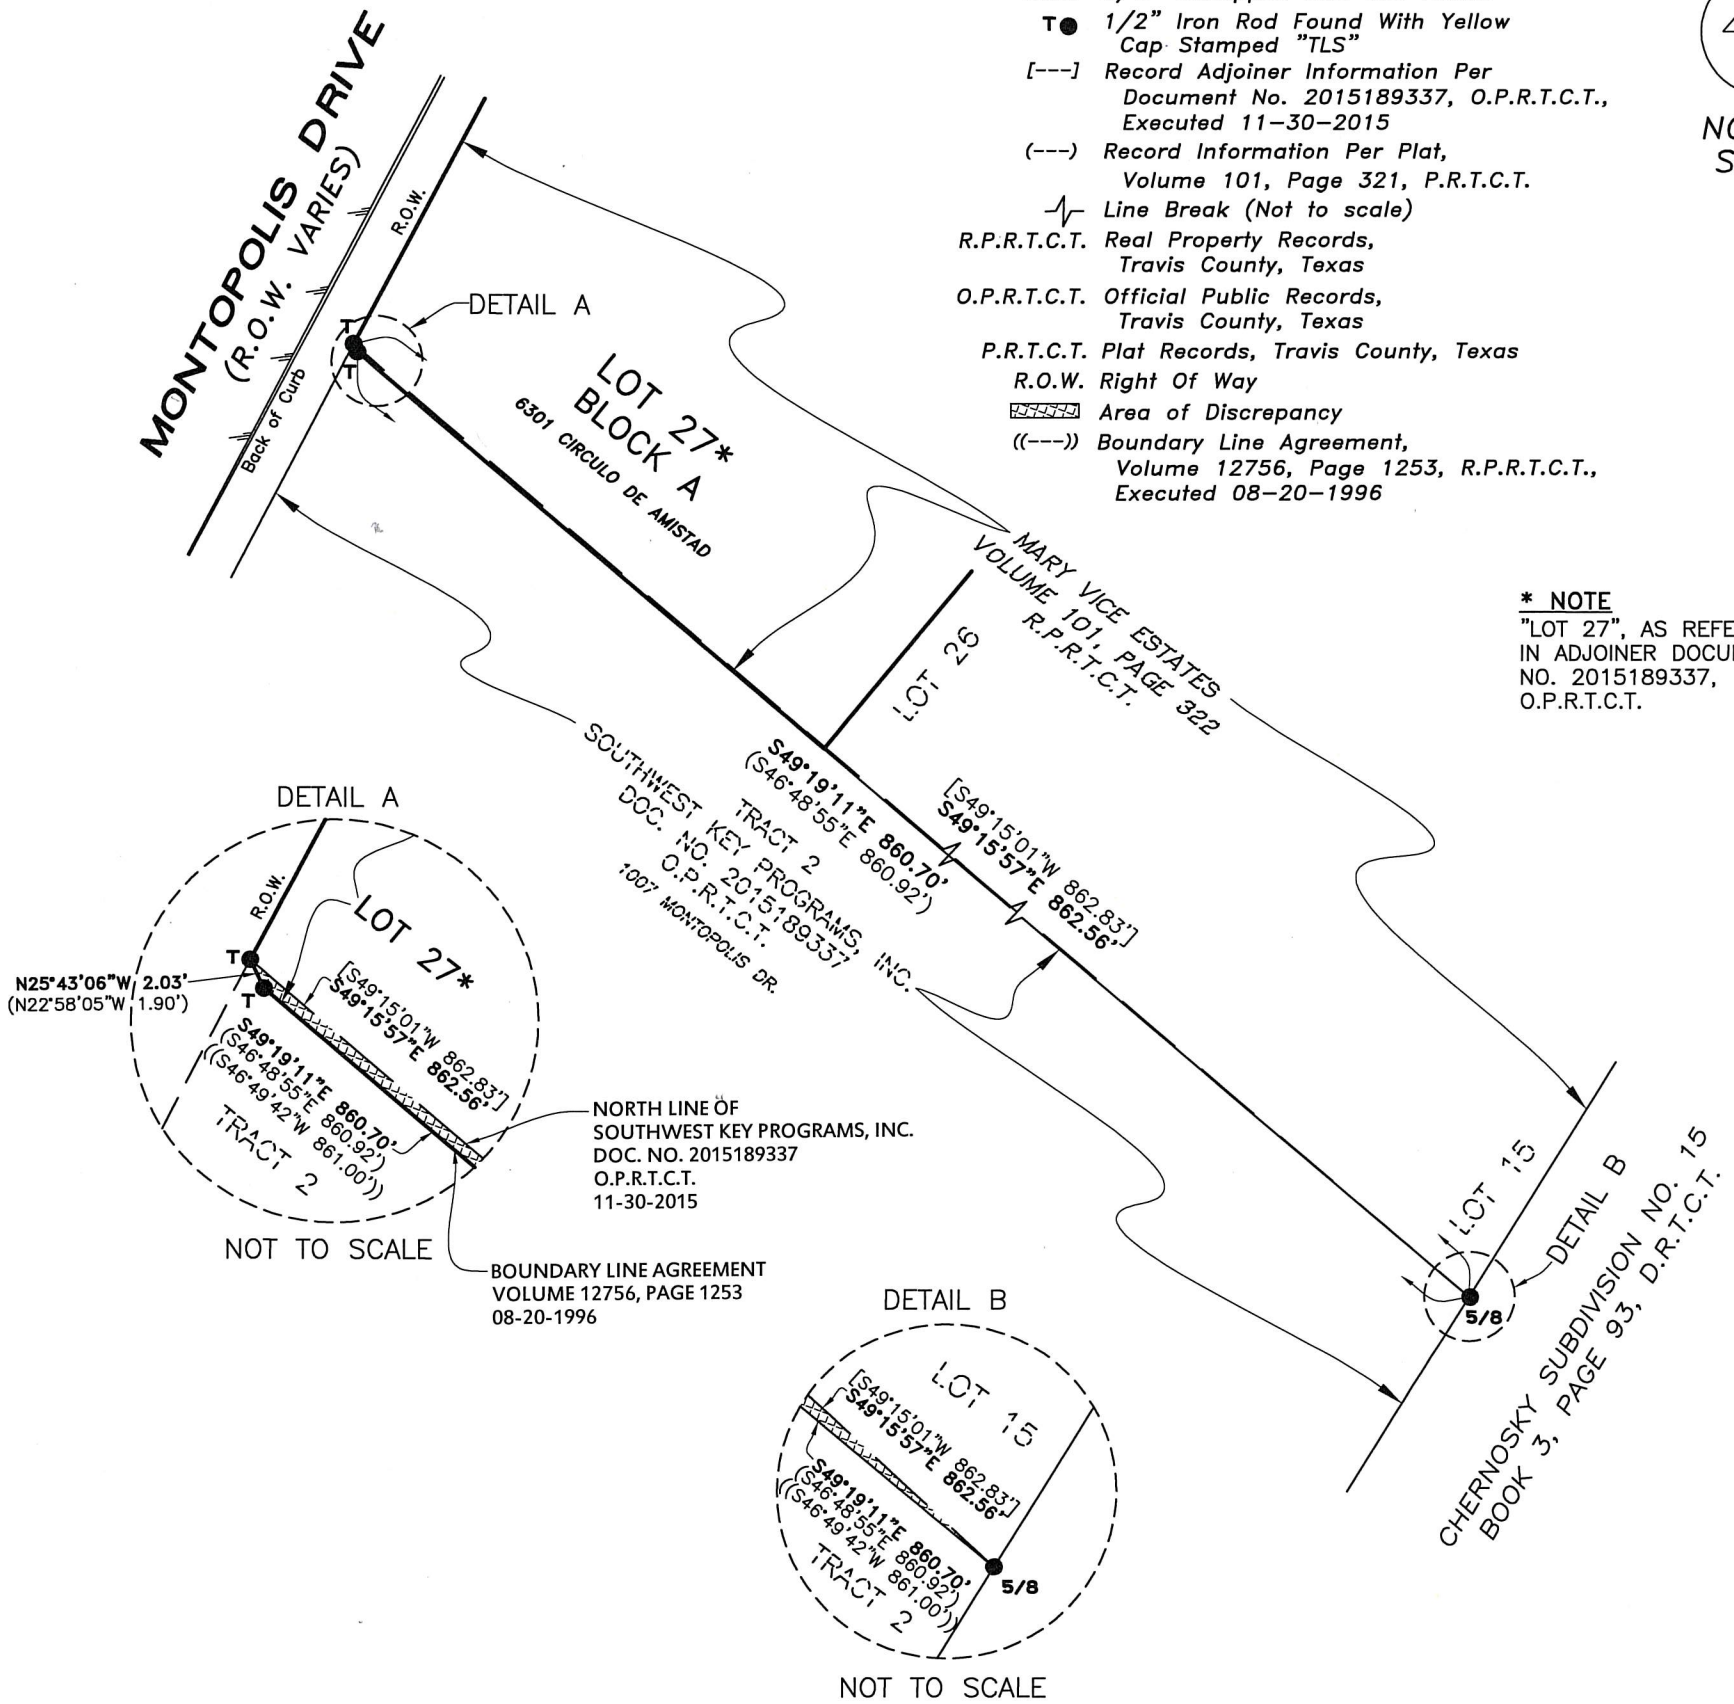 T 1/2" Iron Rod Found With Yellow
Cap Stamped "TLS"
[---] Record Adjoiner Information Per
Document No. 2015189337, O.P.R.T.C.T.,
Executed 11-30-2015
(---) Record Information Per Plat,
Volume 101, Page 321, P.R.T.C.T.
Line Break (Not to scale)
R.P.R.T.C.T. Real Property Records,
Travis County, Texas
O.P.R.T.C.T. Official Public Records,
Travis County, Texas
P.R.T.C.T. Plat Records, Travis County, Texas
R.O.W. Right Of Way
Area of Discrepancy
((---)) Boundary Line Agreement,
Volume 12756, Page 1253, R.P.R.T.C.T.,
Executed 08-20-1996
* NOTE
"LOT 27", AS REFE
IN ADJOINER DOCU
NO. 2015189337,
O.P.R.T.C.T.
MONTOPOLIS DRIVE
(R.O.W. VARIES)
Back of Curb
R.O.W.
DETAIL A
T
T
LOT 27*
BLOCK A
6301 CIRCULO DE AMISTAD
MARY VICE ESTATES
VOLUME 101, PAGE 322
R.P.R.T.C.T.
LOT 26
[S49°15'01"W 862.83']
S49°15'57"E 862.56'
S49°19'11"E 860.70'
(S46°48'55"E 860.92')
TRACT 2
SOUTHWEST KEY PROGRAMS, INC.
DOC. NO. 2015189337
O.P.R.T.C.T.
1007 MONTOPOLIS DR.
LOT 15
DETAIL B
5/8
CHERNOSKY SUBDIVISION NO. 15
BOOK 3, PAGE 93, D.R.T.C.T.
DETAIL A
R.O.W.
LOT 27*
T
T
N25°43'06"W 2.03'
(N22°58'05"W 1.90')
[S49°15'01"W 862.83']
S49°15'57"E 862.56'
S49°19'11"E 860.70'
(S46°48'55"E 860.92')
((S46°49'42"W 861.00'))
TRACT 2
NOT TO SCALE
NORTH LINE OF
SOUTHWEST KEY PROGRAMS, INC.
DOC. NO. 2015189337
O.P.R.T.C.T.
11-30-2015
BOUNDARY LINE AGREEMENT
VOLUME 12756, PAGE 1253
08-20-1996
DETAIL B
LOT 15
[S49°15'01"W 862.83']
S49°15'57"E 862.56'
S49°19'11"E 860.70'
(S46°48'55"E 860.92')
((S46°49'42"W 861.00'))
TRACT 2
5/8
NOT TO SCALE